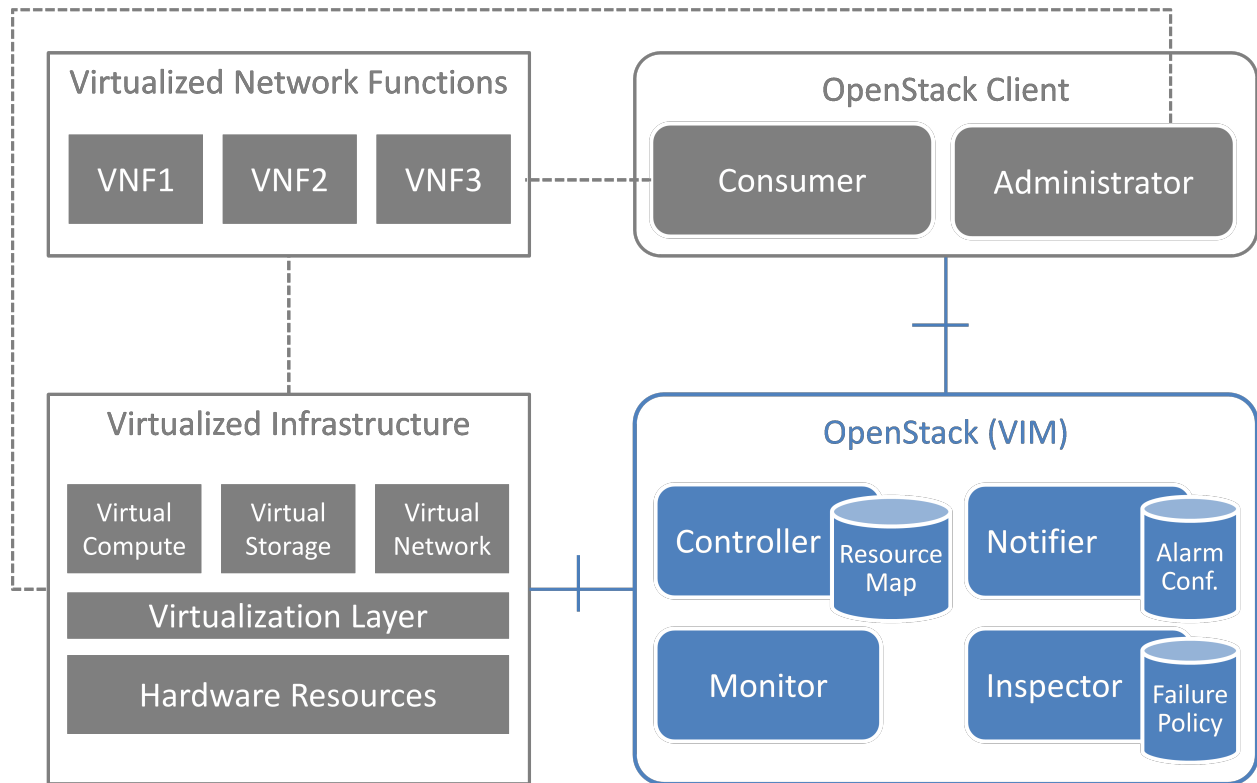 Virtualized Network Functions
VNF1
VNF2
VNF3
OpenStack Client
Consumer
Administrator
Virtualized Infrastructure
Virtual
Compute
Virtual
Storage
Virtual
Network
Virtualization Layer
Hardware Resources
OpenStack (VIM)
Controller
Resource
Map
Notifier
Alarm
Conf.
Monitor
Inspector
Failure
Policy